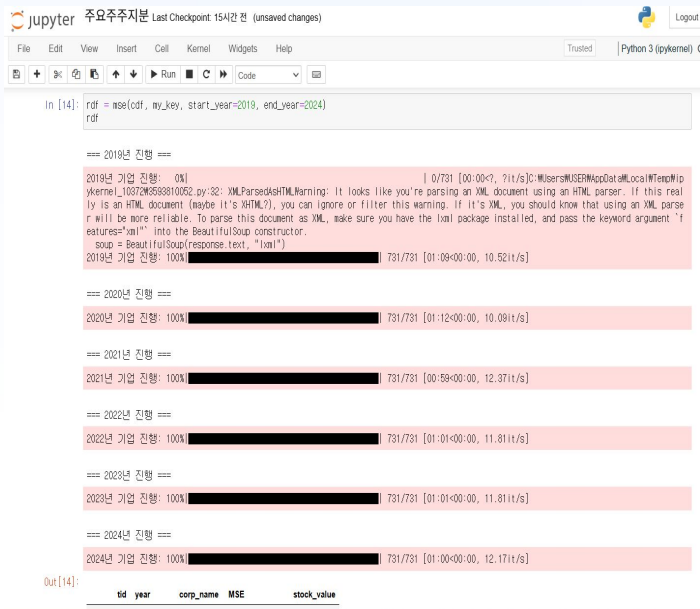 jupyter 주요주주지분 Last Checkpoint: 15시간 전 (unsaved changes)
Logout
File Edit View Insert Cell Kernel Widgets Help
Trusted Python 3 (ipykernel)
Run Code
In [14]: rdf = mse(cdf, my_key, start_year=2019, end_year=2024)
rdf
=== 2019년 진행 ===
2019년 기업 진행: 0%| | 0/731 [00:00<?, ?it/s]C:₩Users₩USER₩AppData₩Local₩Temp₩ip
ykernel_10372₩3593810052.py:32: XMLParsedAsHTMLWarning: It looks like you're parsing an XML document using an HTML parser. If this real
ly is an HTML document (maybe it's XHTML?), you can ignore or filter this warning. If it's XML, you should know that using an XML parse
r will be more reliable. To parse this document as XML, make sure you have the lxml package installed, and pass the keyword argument `f
eatures="xml"` into the BeautifulSoup constructor.
soup = BeautifulSoup(response.text, "lxml")
2019년 기업 진행: 100%| | 731/731 [01:09<00:00, 10.52it/s]
=== 2020년 진행 ===
2020년 기업 진행: 100%| | 731/731 [01:12<00:00, 10.09it/s]
=== 2021년 진행 ===
2021년 기업 진행: 100%| | 731/731 [00:59<00:00, 12.37it/s]
=== 2022년 진행 ===
2022년 기업 진행: 100%| | 731/731 [01:01<00:00, 11.81it/s]
=== 2023년 진행 ===
2023년 기업 진행: 100%| | 731/731 [01:01<00:00, 11.81it/s]
=== 2024년 진행 ===
2024년 기업 진행: 100%| | 731/731 [01:00<00:00, 12.17it/s]
Out[14]:
tid year corp_name MSE stock_value